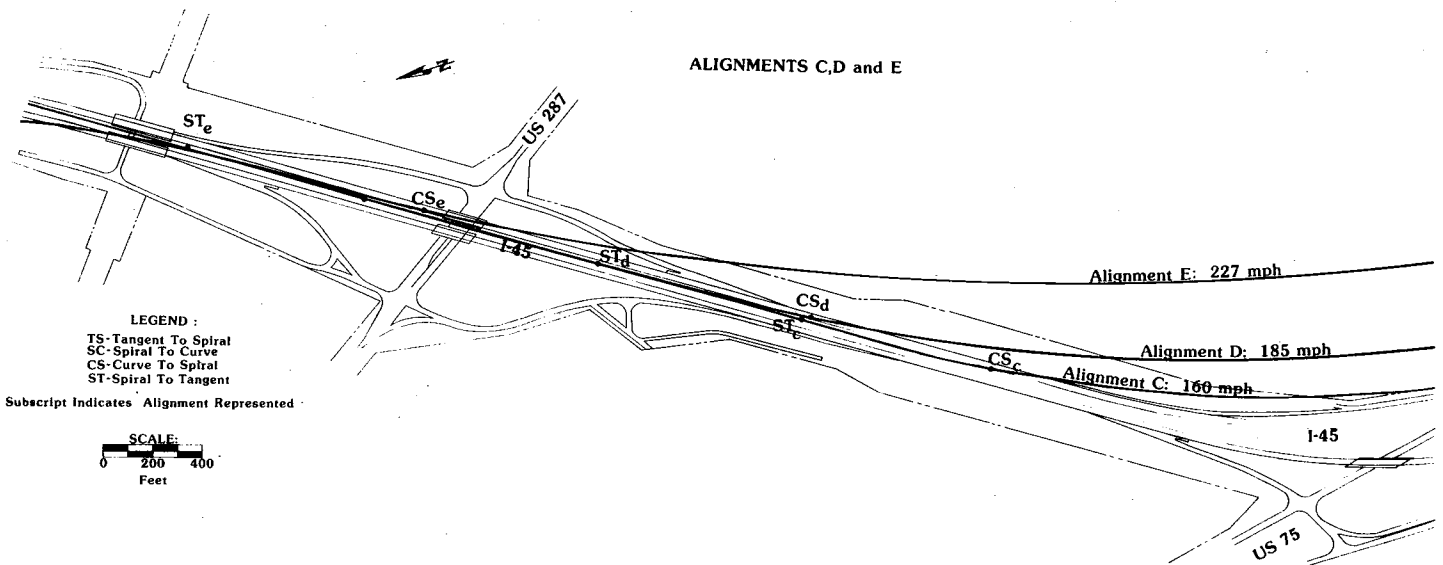 ALIGNMENTS C,D and E
N
US 287
STe
CSe
I-45
STd
CSd
STc
CSc
Alignment E: 227 mph
Alignment D: 185 mph
Alignment C: 160 mph
I-45
US 75
LEGEND :
TS-Tangent To Spiral
SC-Spiral To Curve
CS-Curve To Spiral
ST-Spiral To Tangent
Subscript Indicates Alignment Represented
SCALE:
0 200 400
Feet